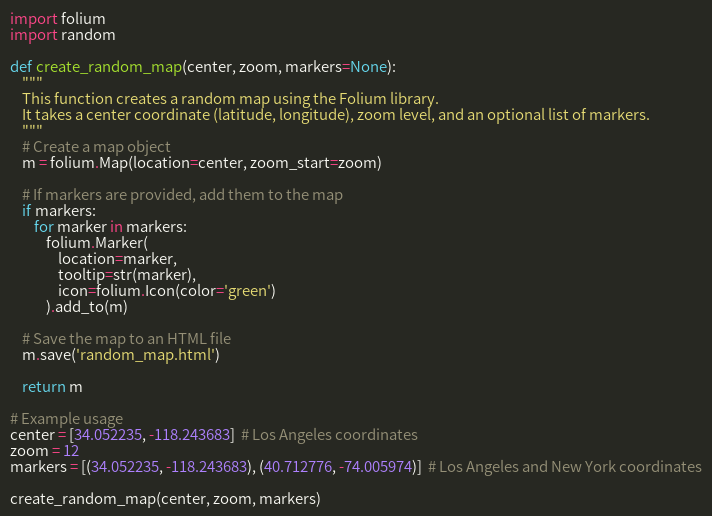 import folium
import random
def create_random_map(center, zoom, markers=None):
"""
This function creates a random map using the Folium library.
It takes a center coordinate (latitude, longitude), zoom level, and an optional list of markers.
"""
# Create a map object
m = folium.Map(location=center, zoom_start=zoom)
# If markers are provided, add them to the map
if markers:
for marker in markers:
folium.Marker(
location=marker,
tooltip=str(marker),
icon=folium.Icon(color='green')
).add_to(m)
# Save the map to an HTML file
m.save('random_map.html')
return m
# Example usage
center = [34.052235, -118.243683]  # Los Angeles coordinates
zoom = 12
markers = [(34.052235, -118.243683), (40.712776, -74.005974)]  # Los Angeles and New York coordinates
create_random_map(center, zoom, markers)